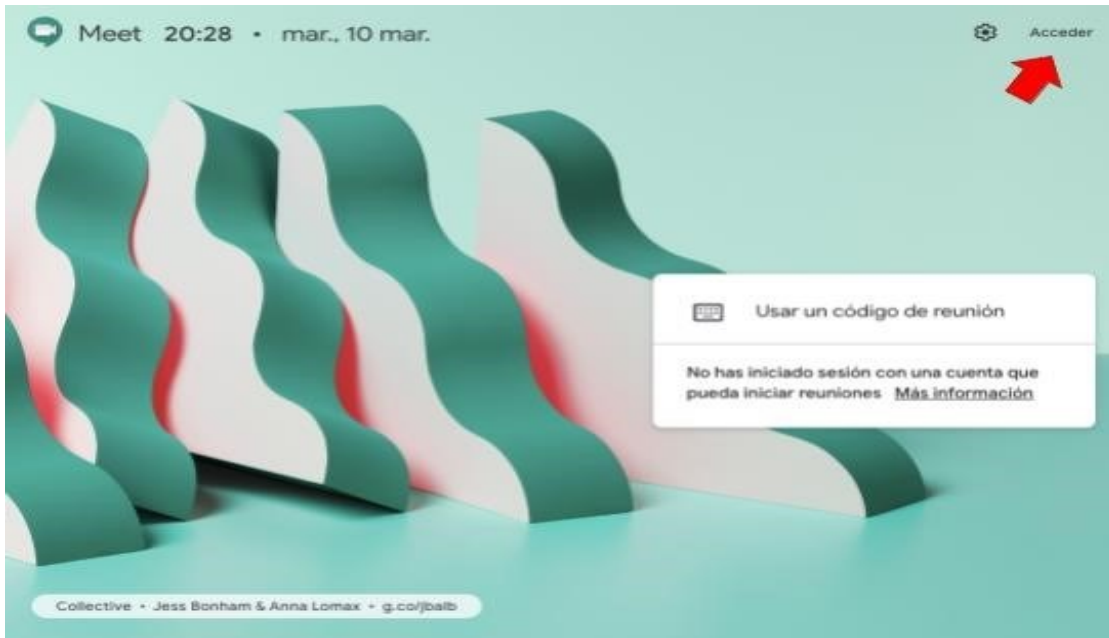 Meet 20:28 • mar., 10 mar.
Acceder
Usar un código de reunión
No has iniciado sesión con una cuenta que
pueda iniciar reuniones Más información
Collective • Jess Bonham & Anna Lomax • g.co/jbalb